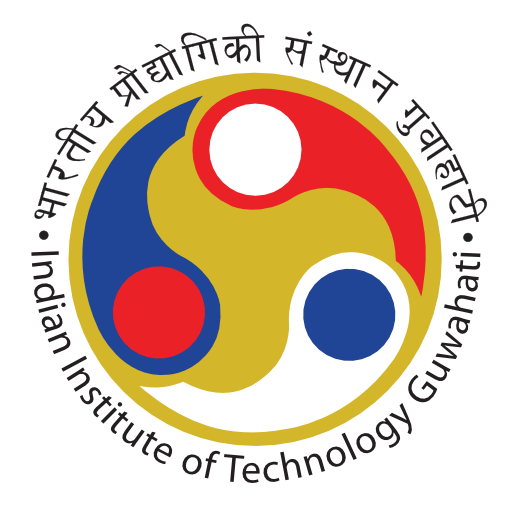 भारतीय प्रौद्योगिकी संस्थान गुवाहाटी
Indian Institute of Technology Guwahati